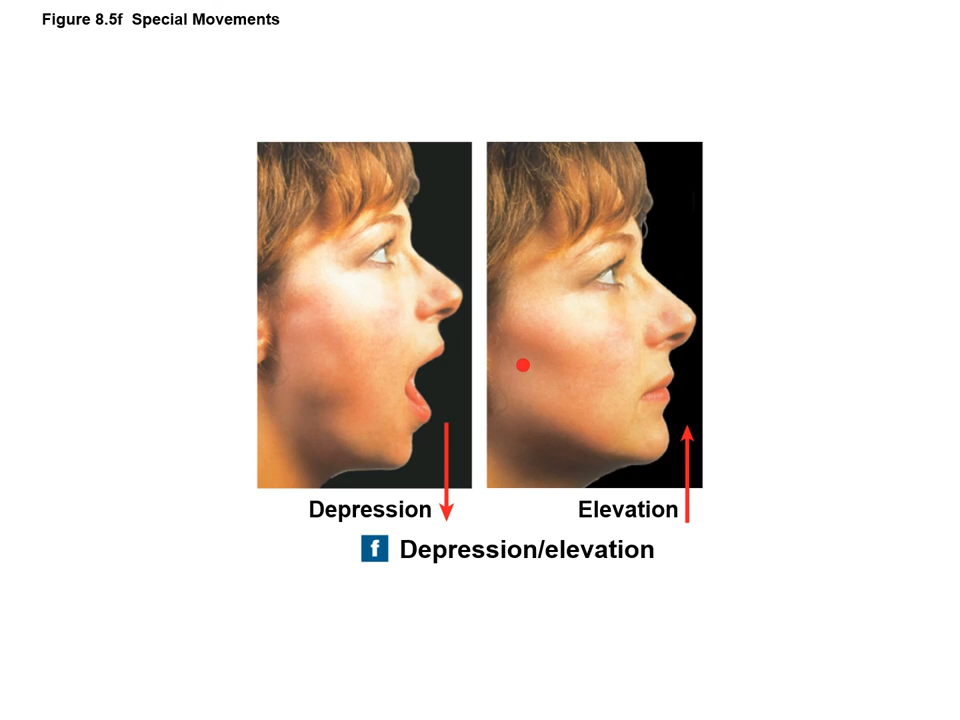 Figure 8.5f Special Movements
Depression
Elevation
f Depression/elevation